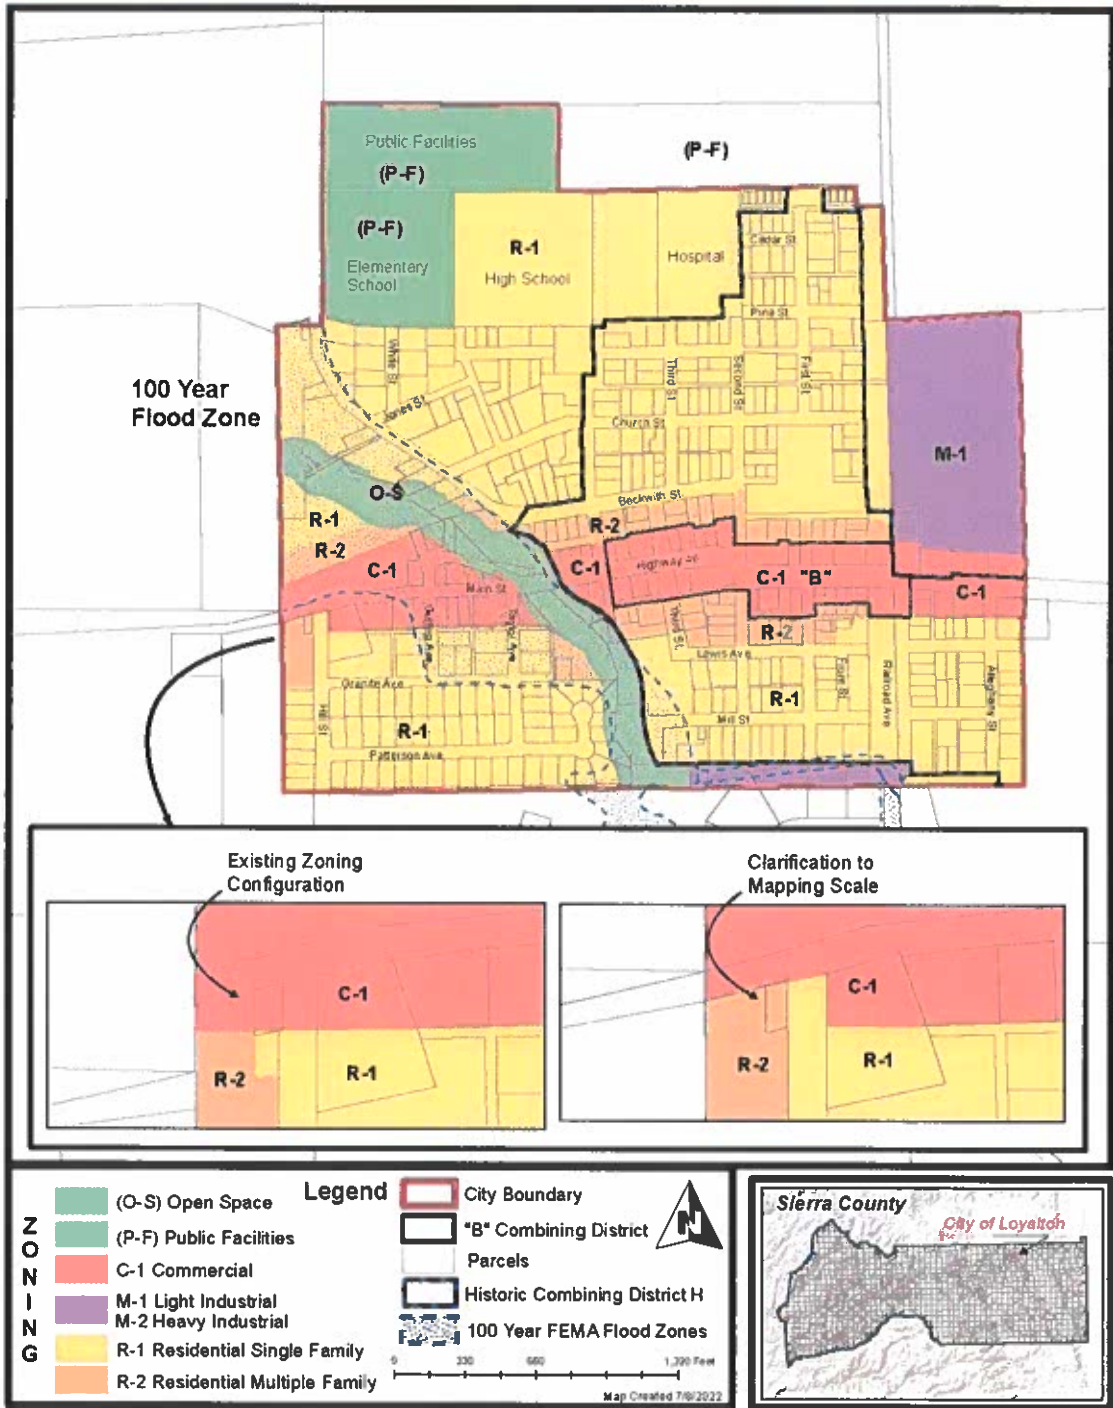 Public Facilities
(P-F)
(P-F)
(P-F)
R-1
Elementary
School
High School
Hospital
Cedar St
Pine St
White St
Third St
Second St
First St
100 Year
Flood Zone
Jones St
Church St
M-1
O-S
Beckwith St
R-1
R-2
R-2
C-1
C-1
Highway
C-1 "B"
C-1
Main St
Taylor Ave
R-2
Lewis Ave
Granite Ave
R-1
Railroad Ave
Hill St
R-1
Mill St
Patterson Ave
Existing Zoning
Configuration
Clarification to
Mapping Scale
C-1
C-1
R-2
R-1
R-2
R-1
ZONING
Legend
(O-S) Open Space
(P-F) Public Facilities
C-1 Commercial
M-1 Light Industrial
M-2 Heavy Industrial
R-1 Residential Single Family
R-2 Residential Multiple Family
City Boundary
"B" Combining District
Parcels
Historic Combining District H
100 Year FEMA Flood Zones
N
0 330 660 1,320 Feet
Map Created 7/8/2022
Sierra County
City of Loyalton